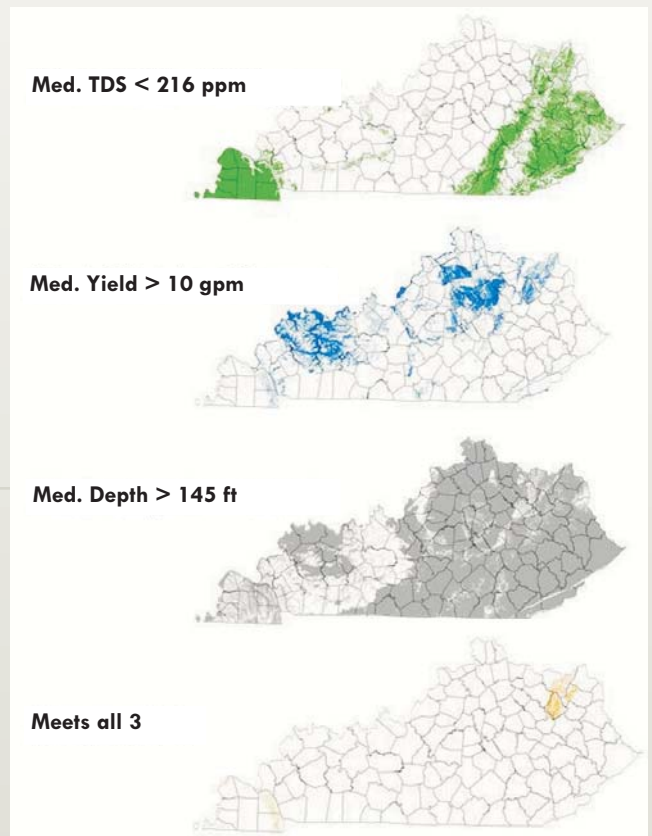 Med. TDS < 216 ppm
Med. Yield > 10 gpm
Med. Depth > 145 ft
Meets all 3